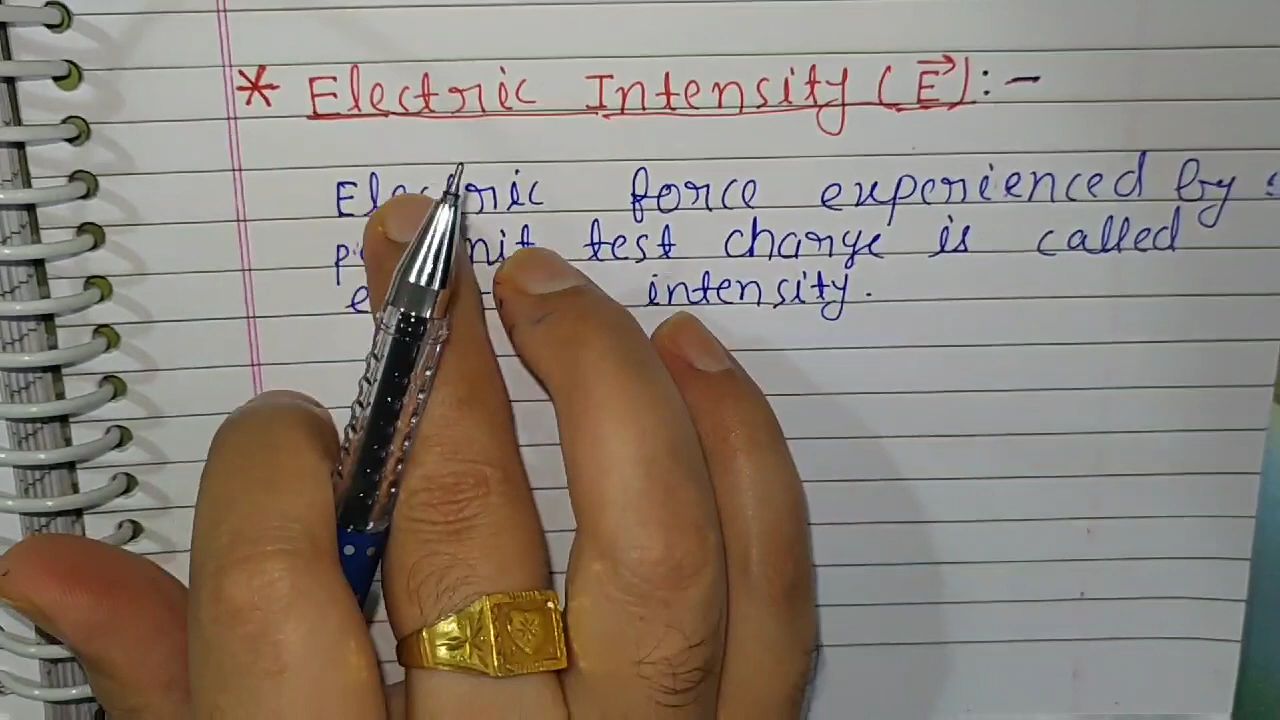 * Electric Intensity (E⃗):-
force experienced by
test charge is called
intensity.